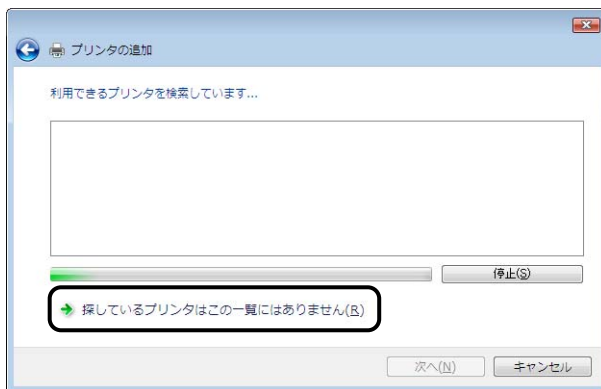 プリンタの追加
利用できるプリンタを検索しています...
停止(S)
探しているプリンタはこの一覧にはありません(R)
次へ(N)
キャンセル